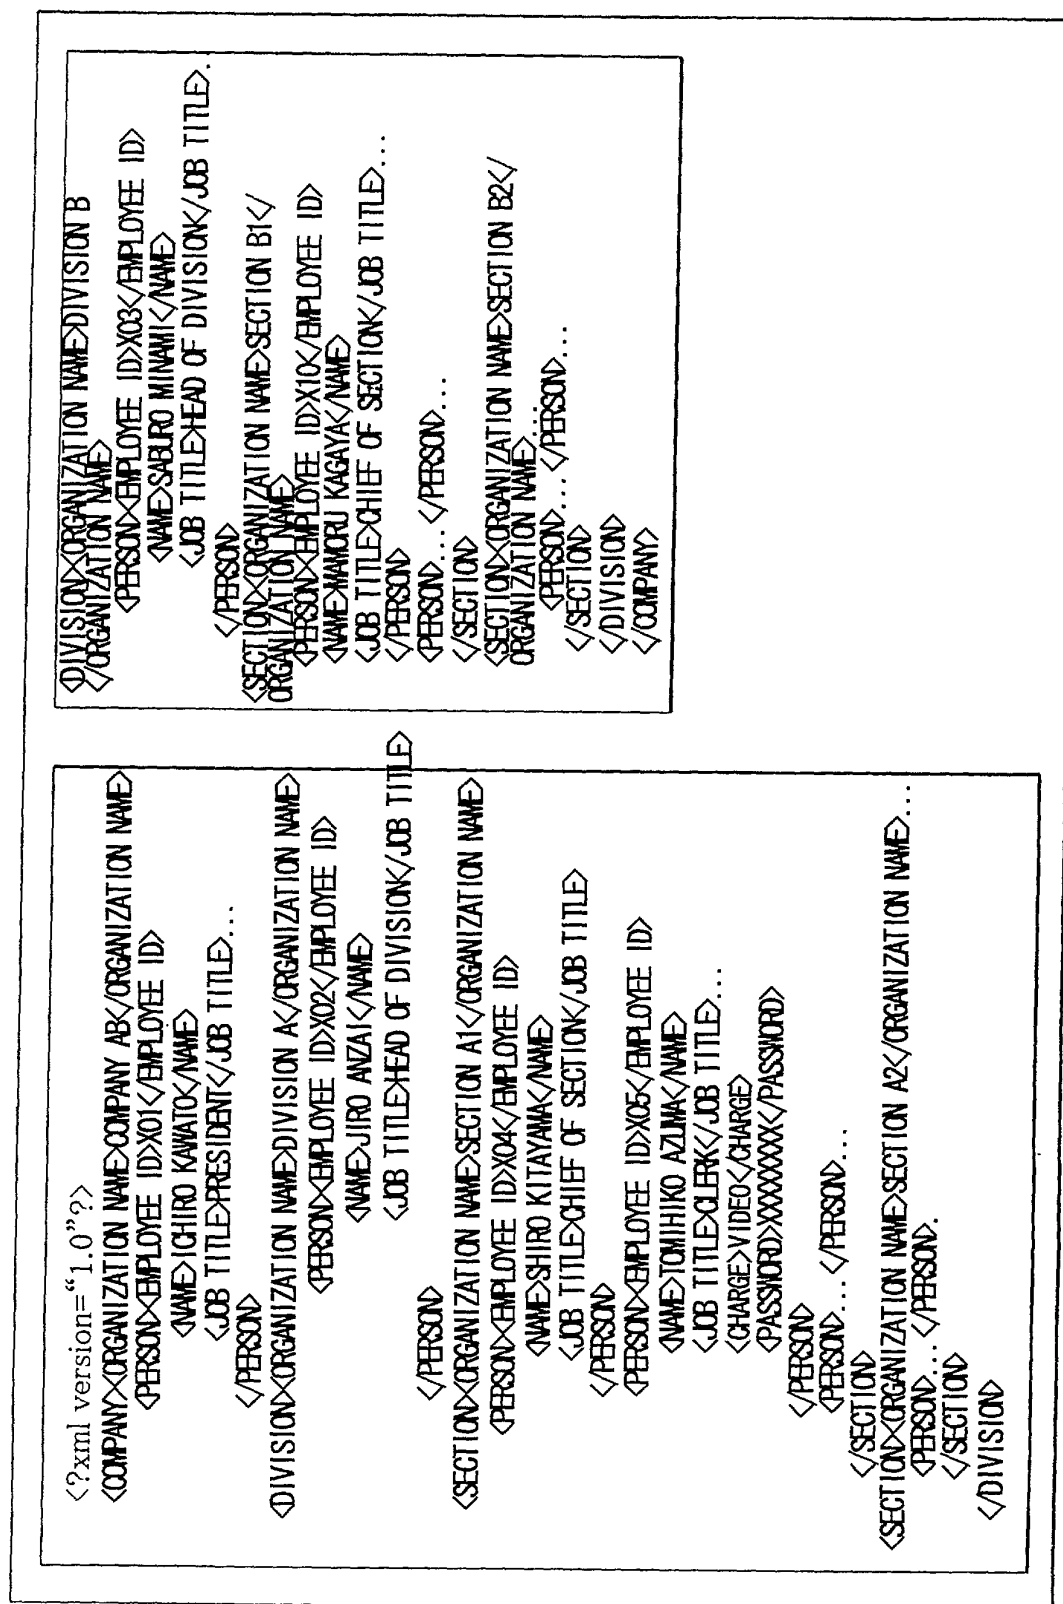 <?xml version="1.0"?>
<COMPANY><ORGANIZATION NAME>COMPANY AB</ORGANIZATION NAME>
<PERSON><EMPLOYEE ID>X01</EMPLOYEE ID>
<NAME>ICHIRO KAWATO</NAME>
<JOB TITLE>PRESIDENT</JOB TITLE>...
</PERSON>
<DIVISION><ORGANIZATION NAME>DIVISION A</ORGANIZATION NAME>
<PERSON><EMPLOYEE ID>X02</EMPLOYEE ID>
<NAME>JIRO ANZAI</NAME>
<JOB TITLE>HEAD OF DIVISION</JOB TITLE>
</PERSON>
<SECTION><ORGANIZATION NAME>SECTION A1</ORGANIZATION NAME>
<PERSON><EMPLOYEE ID>X04</EMPLOYEE ID>
<NAME>SHIRO KITAYAMA</NAME>
<JOB TITLE>CHIEF OF SECTION</JOB TITLE>
</PERSON>
<PERSON><EMPLOYEE ID>X05</EMPLOYEE ID>
<NAME>TOMIHIKO AZUMA</NAME>
<JOB TITLE>CLERK</JOB TITLE>...
<CHARGE>VIDEO</CHARGE>
<PASSWORD>XXXXXXXX</PASSWORD>
</PERSON>
<PERSON>... </PERSON>...
</SECTION>
<SECTION><ORGANIZATION NAME>SECTION A2</ORGANIZATION NAME>...
<PERSON>... </PERSON>.
</SECTION>
</DIVISION>
<DIVISION><ORGANIZATION NAME>DIVISION B
</ORGANIZATION NAME>
<PERSON><EMPLOYEE ID>X03</EMPLOYEE ID>
<NAME>SABURO MINAMI</NAME>
<JOB TITLE>HEAD OF DIVISION</JOB TITLE>.
</PERSON>
<SECTION><ORGANIZATION NAME>SECTION B1</
ORGANIZATION NAME>
<PERSON><EMPLOYEE ID>X10</EMPLOYEE ID>
<NAME>MAMORU KAGAYA</NAME>
<JOB TITLE>CHIEF OF SECTION</JOB TITLE>...
</PERSON>
<PERSON>... </PERSON>...
</SECTION>
<SECTION><ORGANIZATION NAME>SECTION B2</
ORGANIZATION NAME>...
<PERSON>... </PERSON>...
</SECTION>
</DIVISION>
</COMPANY>